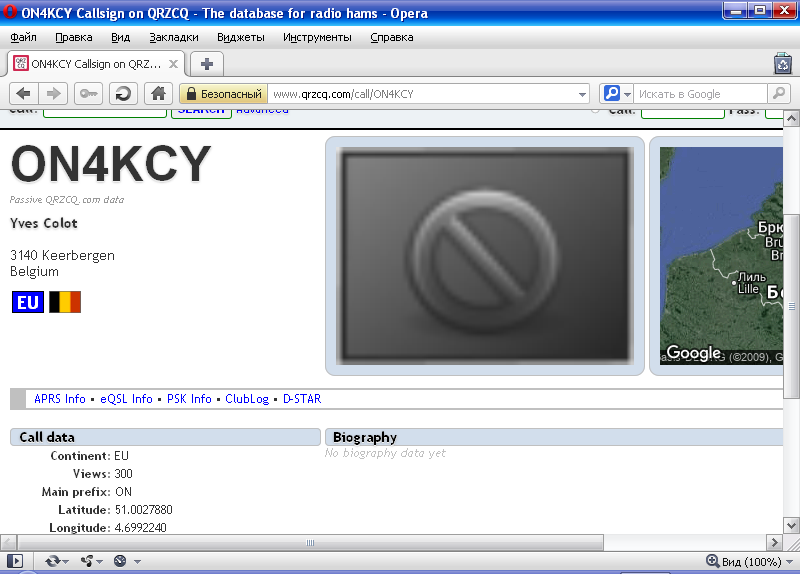 ON4KCY Callsign on QRZCQ - The database for radio hams - Opera
Файл Правка Вид Закладки Виджеты Инструменты Справка
QRZ CQ ON4KCY Callsign on QRZ...
Безопасный www.qrzcq.com/call/ON4KCY Искать в Google
SEARCH Advanced Call: Pass:
ON4KCY
Passive QRZCQ.com data
Yves Colot
3140 Keerbergen
Belgium
EU
Лиль
Lille
Google
©(2009), G
APRS Info • eQSL Info • PSK Info • ClubLog • D-STAR
Call data
Continent: EU
Views: 300
Main prefix: ON
Latitude: 51.0027880
Longitude: 4.6992240
Biography
No biography data yet
Вид (100%)